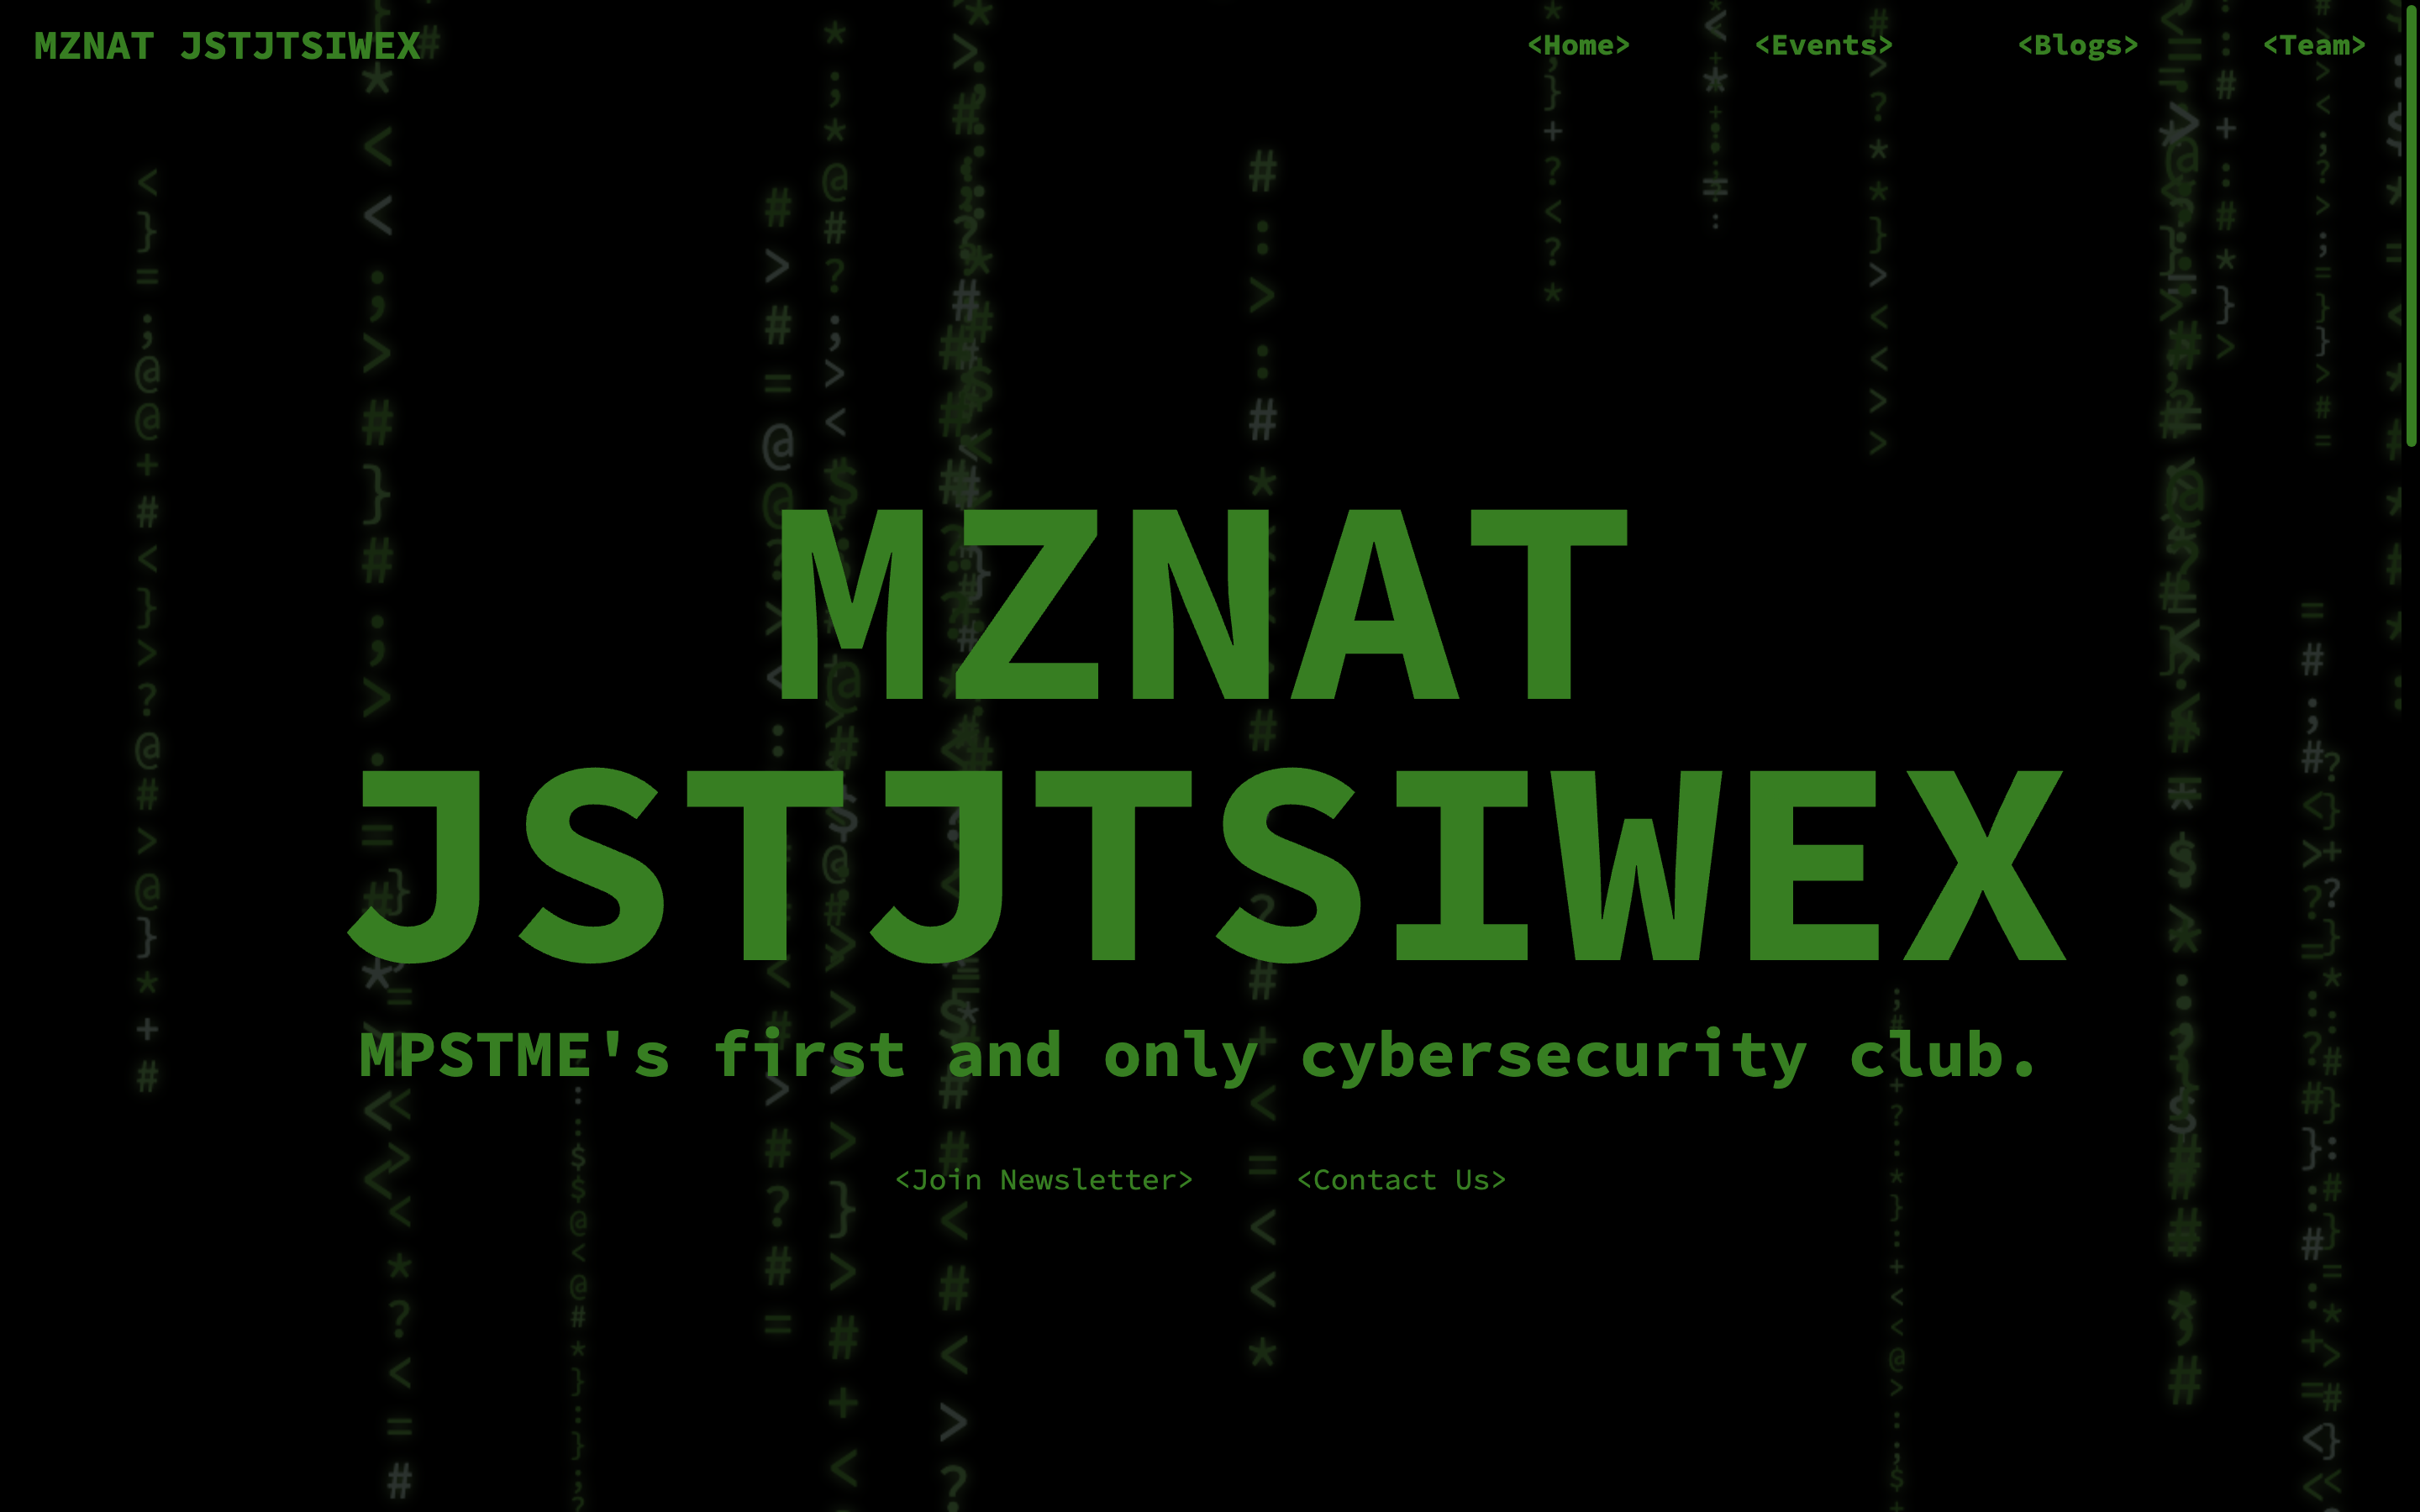 MZNAT JSTJTSIWEX
<Home> <Events> <Blogs> <Team>
MZNAT
JSTJTSIWEX
MPSTME's first and only cybersecurity club.
<Join Newsletter> <Contact Us>